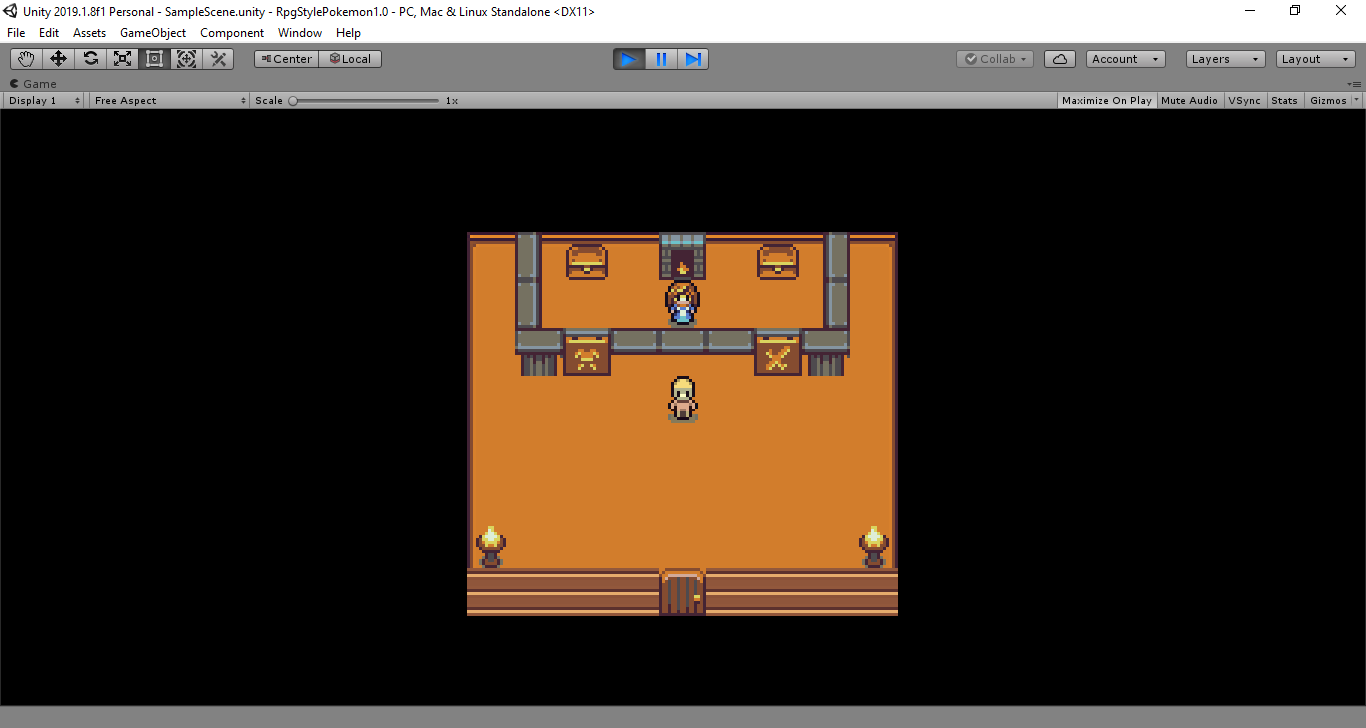 Unity 2019.1.8f1 Personal - SampleScene.unity - RpgStylePokemon1.0 - PC, Mac & Linux Standalone <DX11>
File Edit Assets GameObject Component Window Help
Center Local Collab Account Layers Layout
Game
Display 1 Free Aspect Scale 1x Maximize On Play Mute Audio VSync Stats Gizmos